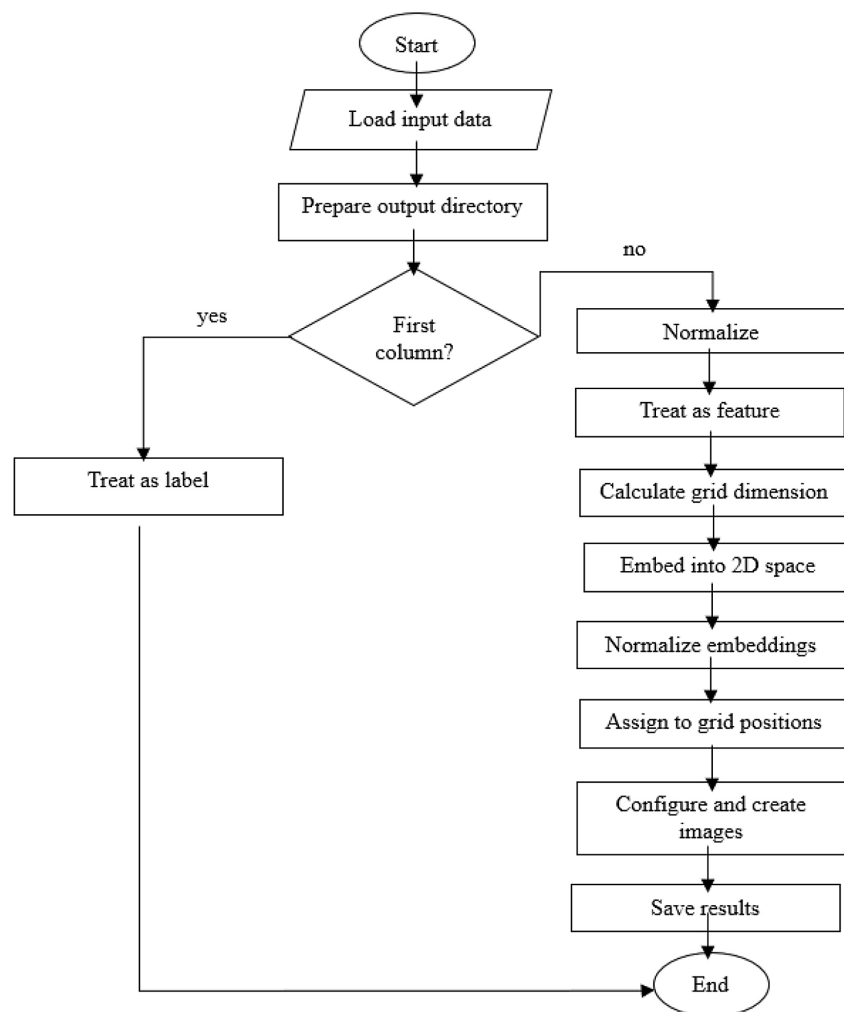 Start
Load input data
Prepare output directory
no
yes
First
column?
Normalize
Treat as feature
Treat as label
Calculate grid dimension
Embed into 2D space
Normalize embeddings
Assign to grid positions
Configure and create
images
Save results
End